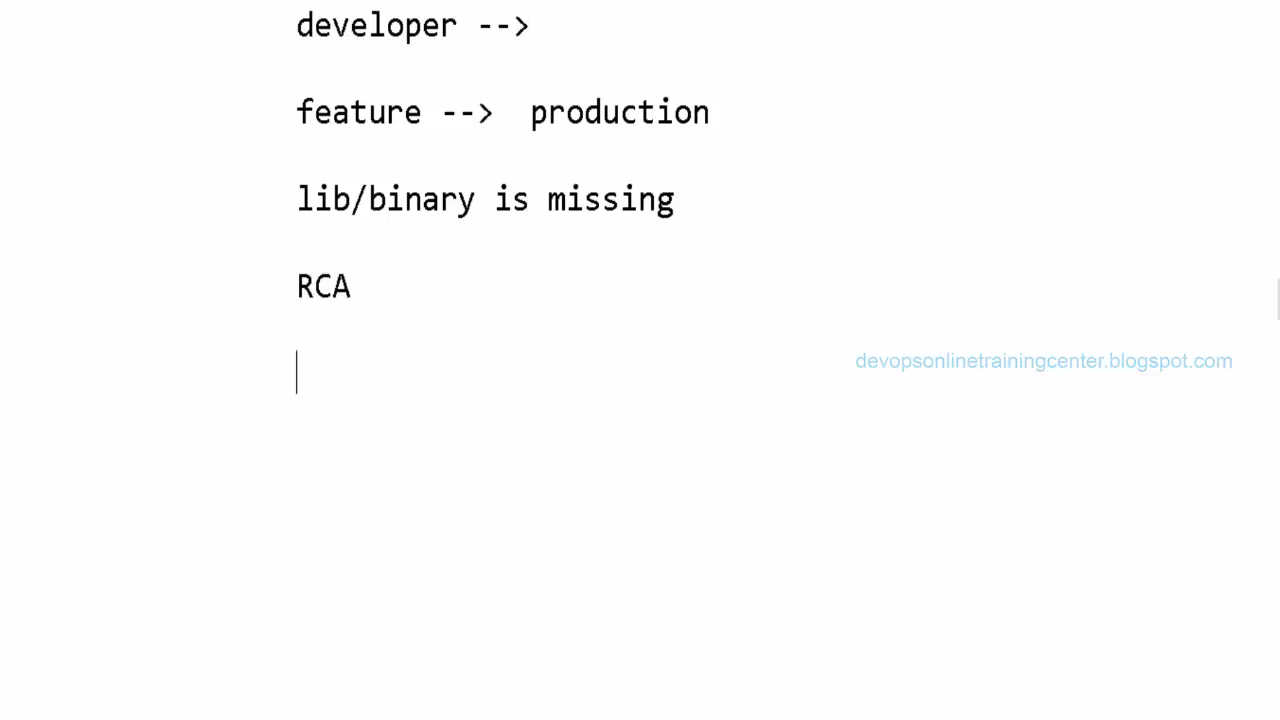 developer -->
feature --> production
lib/binary is missing
RCA
devopsonlinetrainingcenter.blogspot.com